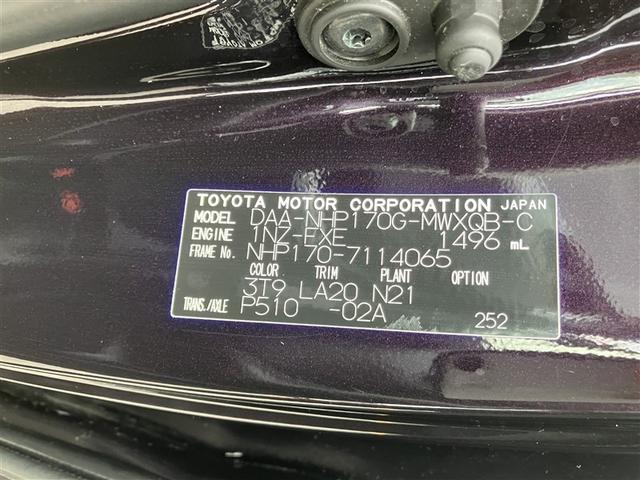 TOYOTA MOTOR CORPORATION JAPAN
MODEL DAA-NHP170G-MWXQB-C
ENGINE 1NZ-FXE 1496 mL
FRAME No. NHP170-7114065
COLOR TRIM PLANT OPTION
3T9 LA20 N21
TRANS./AXLE P510 -02A
252